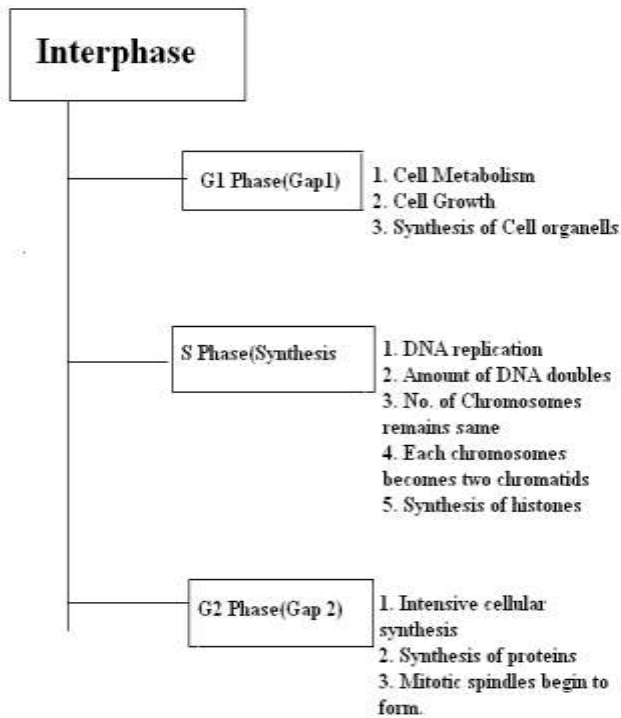 Interphase
G1 Phase(Gap1)
1. Cell Metabolism
2. Cell Growth
3. Synthesis of Cell organells
S Phase(Synthesis
1. DNA replication
2. Amount of DNA doubles
3. No. of Chromosomes
remains same
4. Each chromosomes
becomes two chromatids
5. Synthesis of histones
G2 Phase(Gap 2)
1. Intensive cellular
synthesis
2. Synthesis of proteins
3. Mitotic spindles begin to
form.